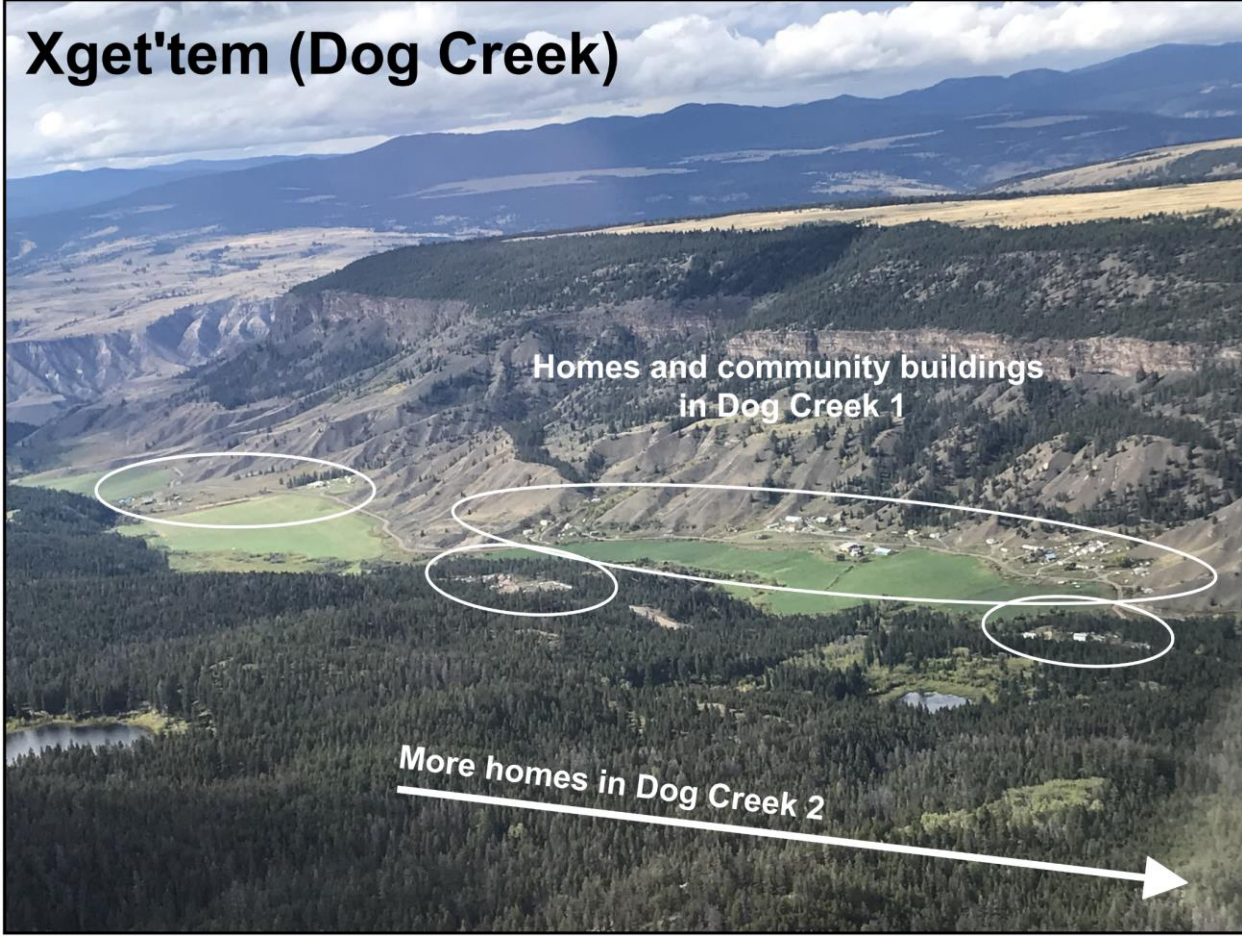 Xget'tem (Dog Creek)
Homes and community buildings
in Dog Creek 1
More homes in Dog Creek 2